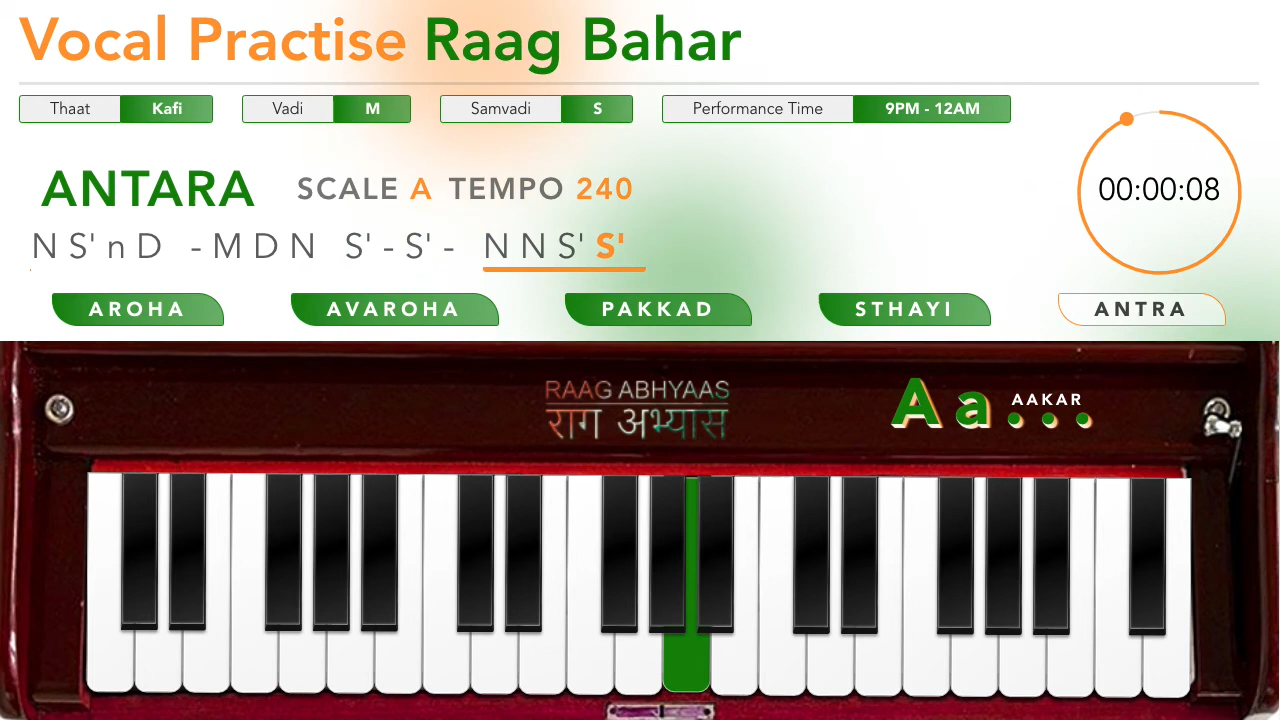 Vocal Practise Raag Bahar
Thaat Kafi Vadi M Samvadi S Performance Time 9PM - 12AM
00:00:08
ANTARA SCALE A TEMPO 240
N S' n D - M D N S' - S' - N N S' S'
AROHA AVAROHA PAKKAD STHAYI ANTRA
RAAG ABHYAAS
राग अभ्यास
Aa... AAKAR